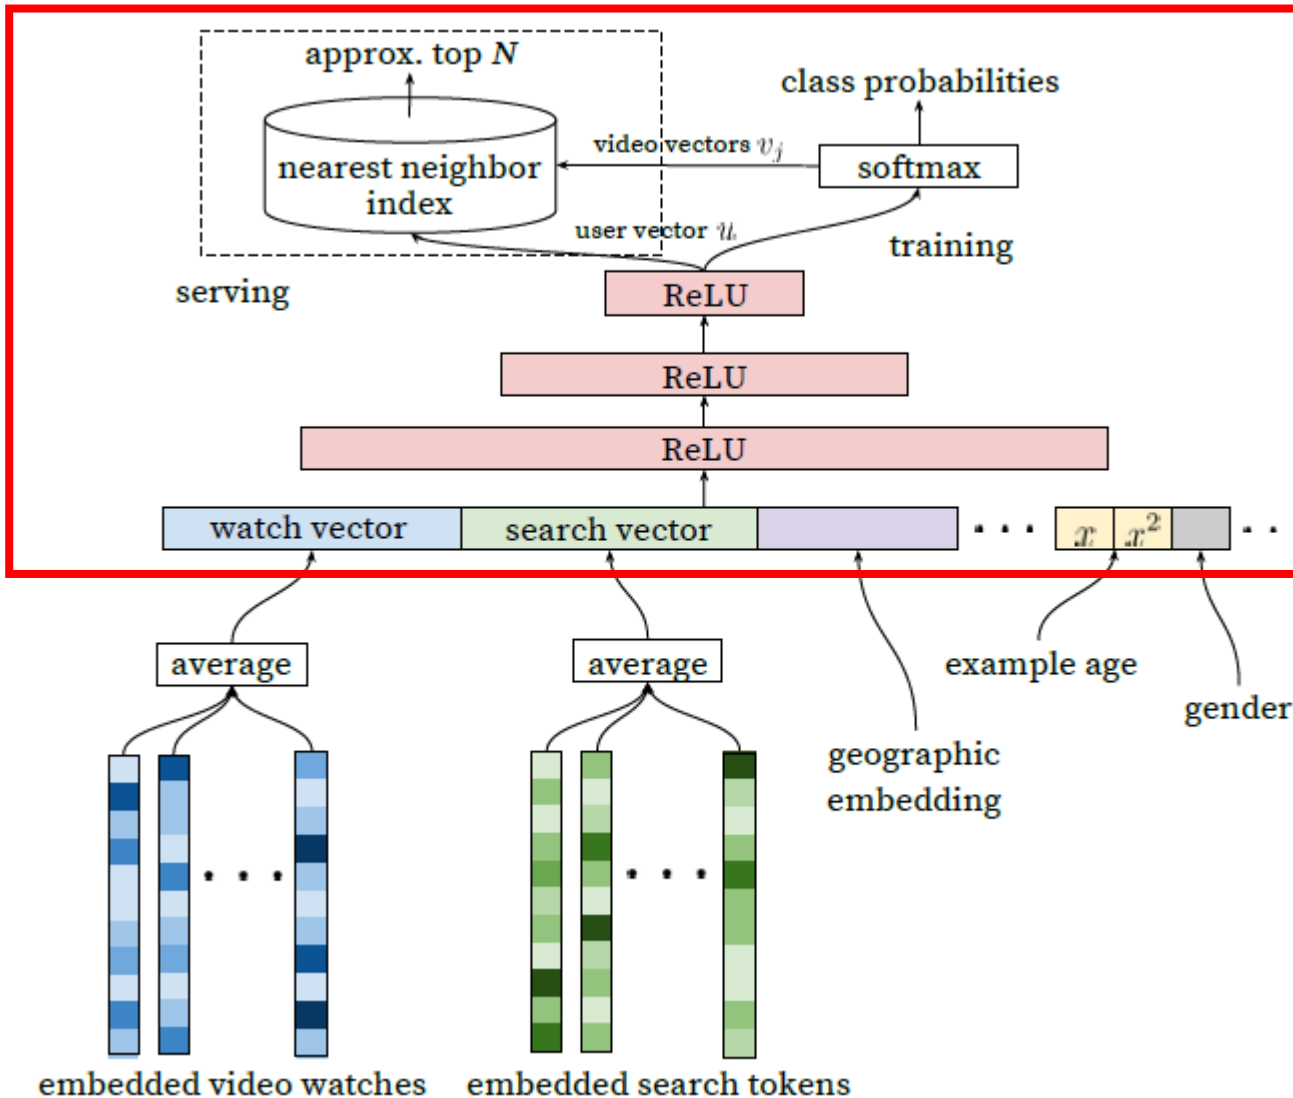 approx. top N
class probabilities
video vectors v_j
nearest neighbor
index
softmax
user vector u
training
serving
ReLU
ReLU
ReLU
watch vector
search vector
. . .
x
x²
. .
average
average
example age
gender
geographic
embedding
. . .
. . .
embedded video watches
embedded search tokens